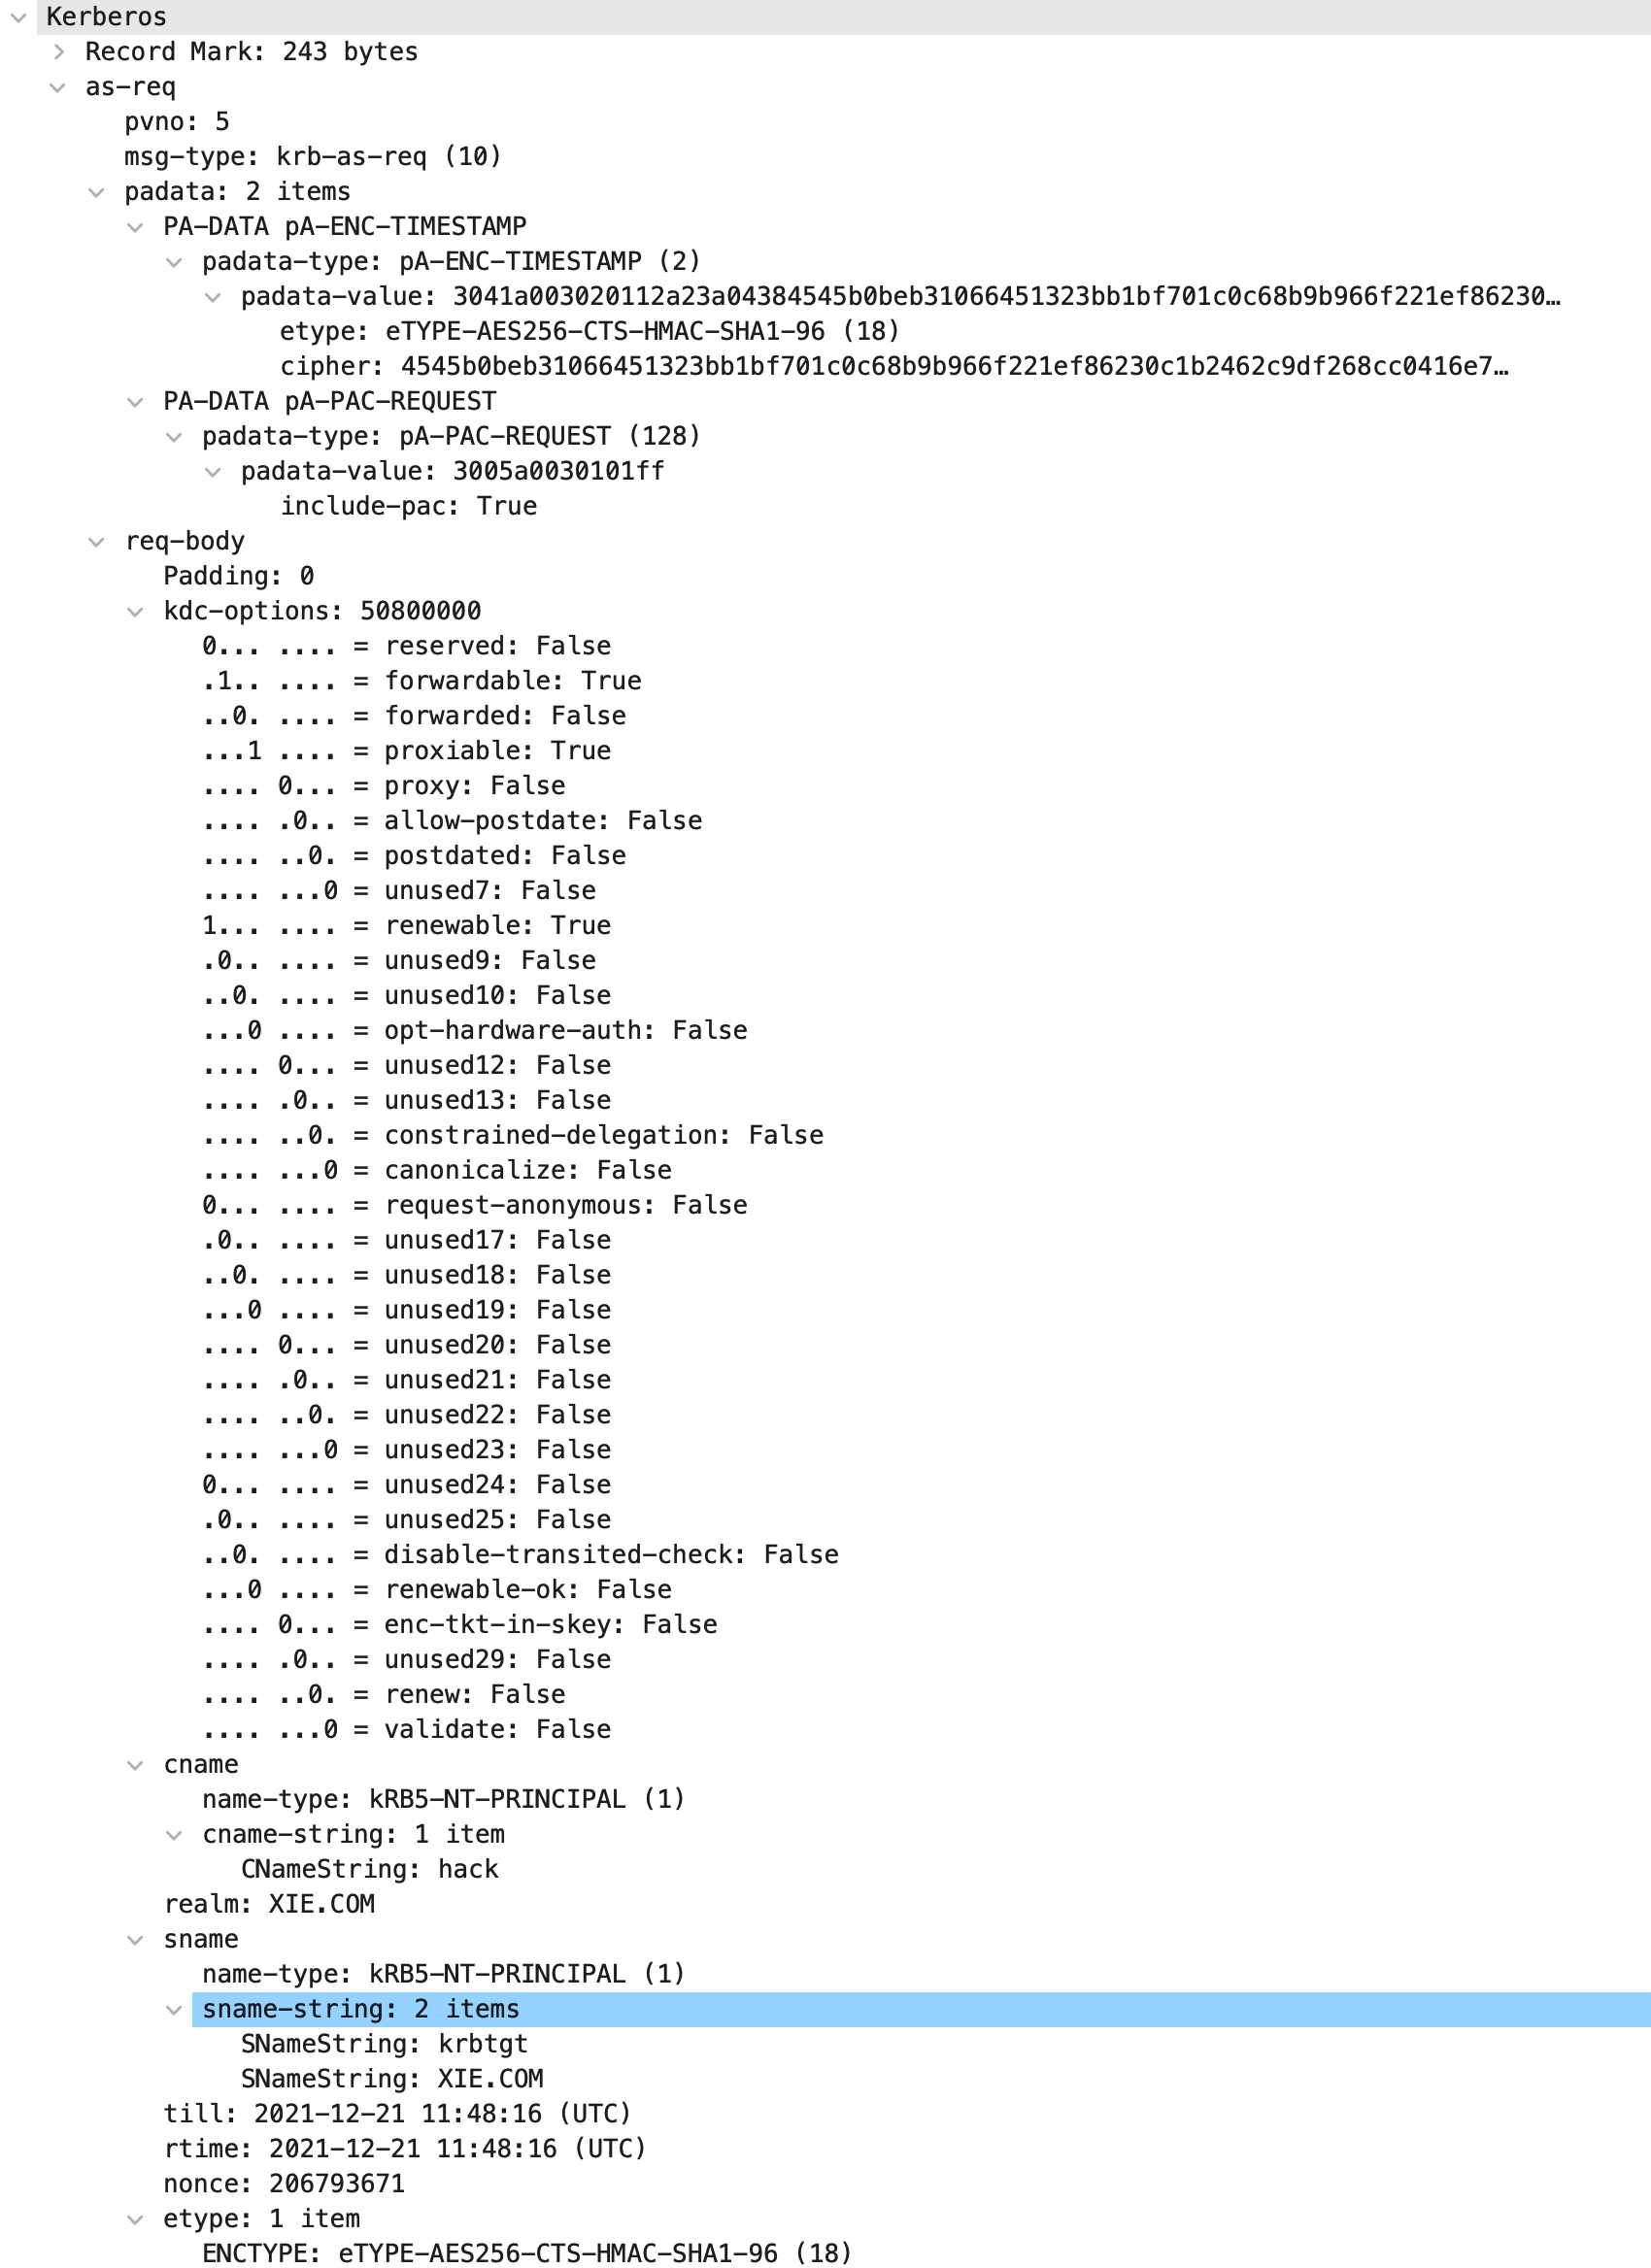 Kerberos
Record Mark: 243 bytes
as-req
pvno: 5
msg-type: krb-as-req (10)
padata: 2 items
PA-DATA pA-ENC-TIMESTAMP
padata-type: pA-ENC-TIMESTAMP (2)
padata-value: 3041a003020112a23a04384545b0beb31066451323bb1bf701c0c68b9b966f221ef86230…
etype: eTYPE-AES256-CTS-HMAC-SHA1-96 (18)
cipher: 4545b0beb31066451323bb1bf701c0c68b9b966f221ef86230c1b2462c9df268cc0416e7…
PA-DATA pA-PAC-REQUEST
padata-type: pA-PAC-REQUEST (128)
padata-value: 3005a0030101ff
include-pac: True
req-body
Padding: 0
kdc-options: 50800000
0... .... = reserved: False
.1.. .... = forwardable: True
..0. .... = forwarded: False
...1 .... = proxiable: True
.... 0... = proxy: False
.... .0.. = allow-postdate: False
.... ..0. = postdated: False
.... ...0 = unused7: False
1... .... = renewable: True
.0.. .... = unused9: False
..0. .... = unused10: False
...0 .... = opt-hardware-auth: False
.... 0... = unused12: False
.... .0.. = unused13: False
.... ..0. = constrained-delegation: False
.... ...0 = canonicalize: False
0... .... = request-anonymous: False
.0.. .... = unused17: False
..0. .... = unused18: False
...0 .... = unused19: False
.... 0... = unused20: False
.... .0.. = unused21: False
.... ..0. = unused22: False
.... ...0 = unused23: False
0... .... = unused24: False
.0.. .... = unused25: False
..0. .... = disable-transited-check: False
...0 .... = renewable-ok: False
.... 0... = enc-tkt-in-skey: False
.... .0.. = unused29: False
.... ..0. = renew: False
.... ...0 = validate: False
cname
name-type: kRB5-NT-PRINCIPAL (1)
cname-string: 1 item
CNameString: hack
realm: XIE.COM
sname
name-type: kRB5-NT-PRINCIPAL (1)
sname-string: 2 items
SNameString: krbtgt
SNameString: XIE.COM
till: 2021-12-21 11:48:16 (UTC)
rtime: 2021-12-21 11:48:16 (UTC)
nonce: 206793671
etype: 1 item
ENCTYPE: eTYPE-AES256-CTS-HMAC-SHA1-96 (18)